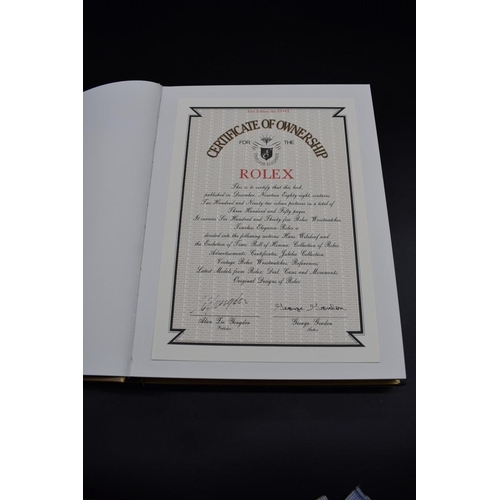 CERTIFICATE OF OWNERSHIP
FOR THE
ROLEX
This is to certify that this book,
published in December, Nineteen Eighty-eight contains
Two Hundred and Ninety-two colour pictures in a total of
Three Hundred and Fifty pages.
It covers Six Hundred and Thirty-five Rolex Wristwatches
Timeless Elegance Rolex is
divided into the following sections: Hans Wilsdorf and
the Evolution of Time; Roll of Honour; Collection of Rolex
Advertisements; Certificates; Jubilee Collection;
Vintage Rolex Wristwatches; References;
Latest Models from Rolex; Dial, Cases and Movements;
Original Designs of Rolex
George Gordon
Author